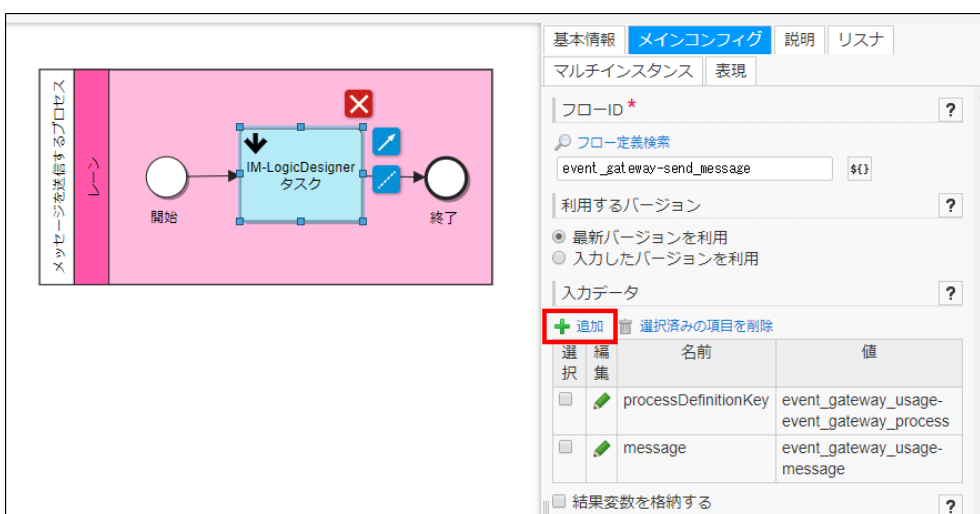 メッセージを送信するプロセス
レーン
開始
IM-LogicDesigner
タスク
終了
基本情報 メインコンフィグ 説明 リスナ
マルチインスタンス 表現
フローID * ?
フロー定義検索
event_gateway-send_message ${}
利用するバージョン ?
最新バージョンを利用
入力したバージョンを利用
入力データ ?
追加 選択済みの項目を削除
選択 編集 名前 値
processDefinitionKey event_gateway_usage-
event_gateway_process
message event_gateway_usage-
message
結果変数を格納する ?